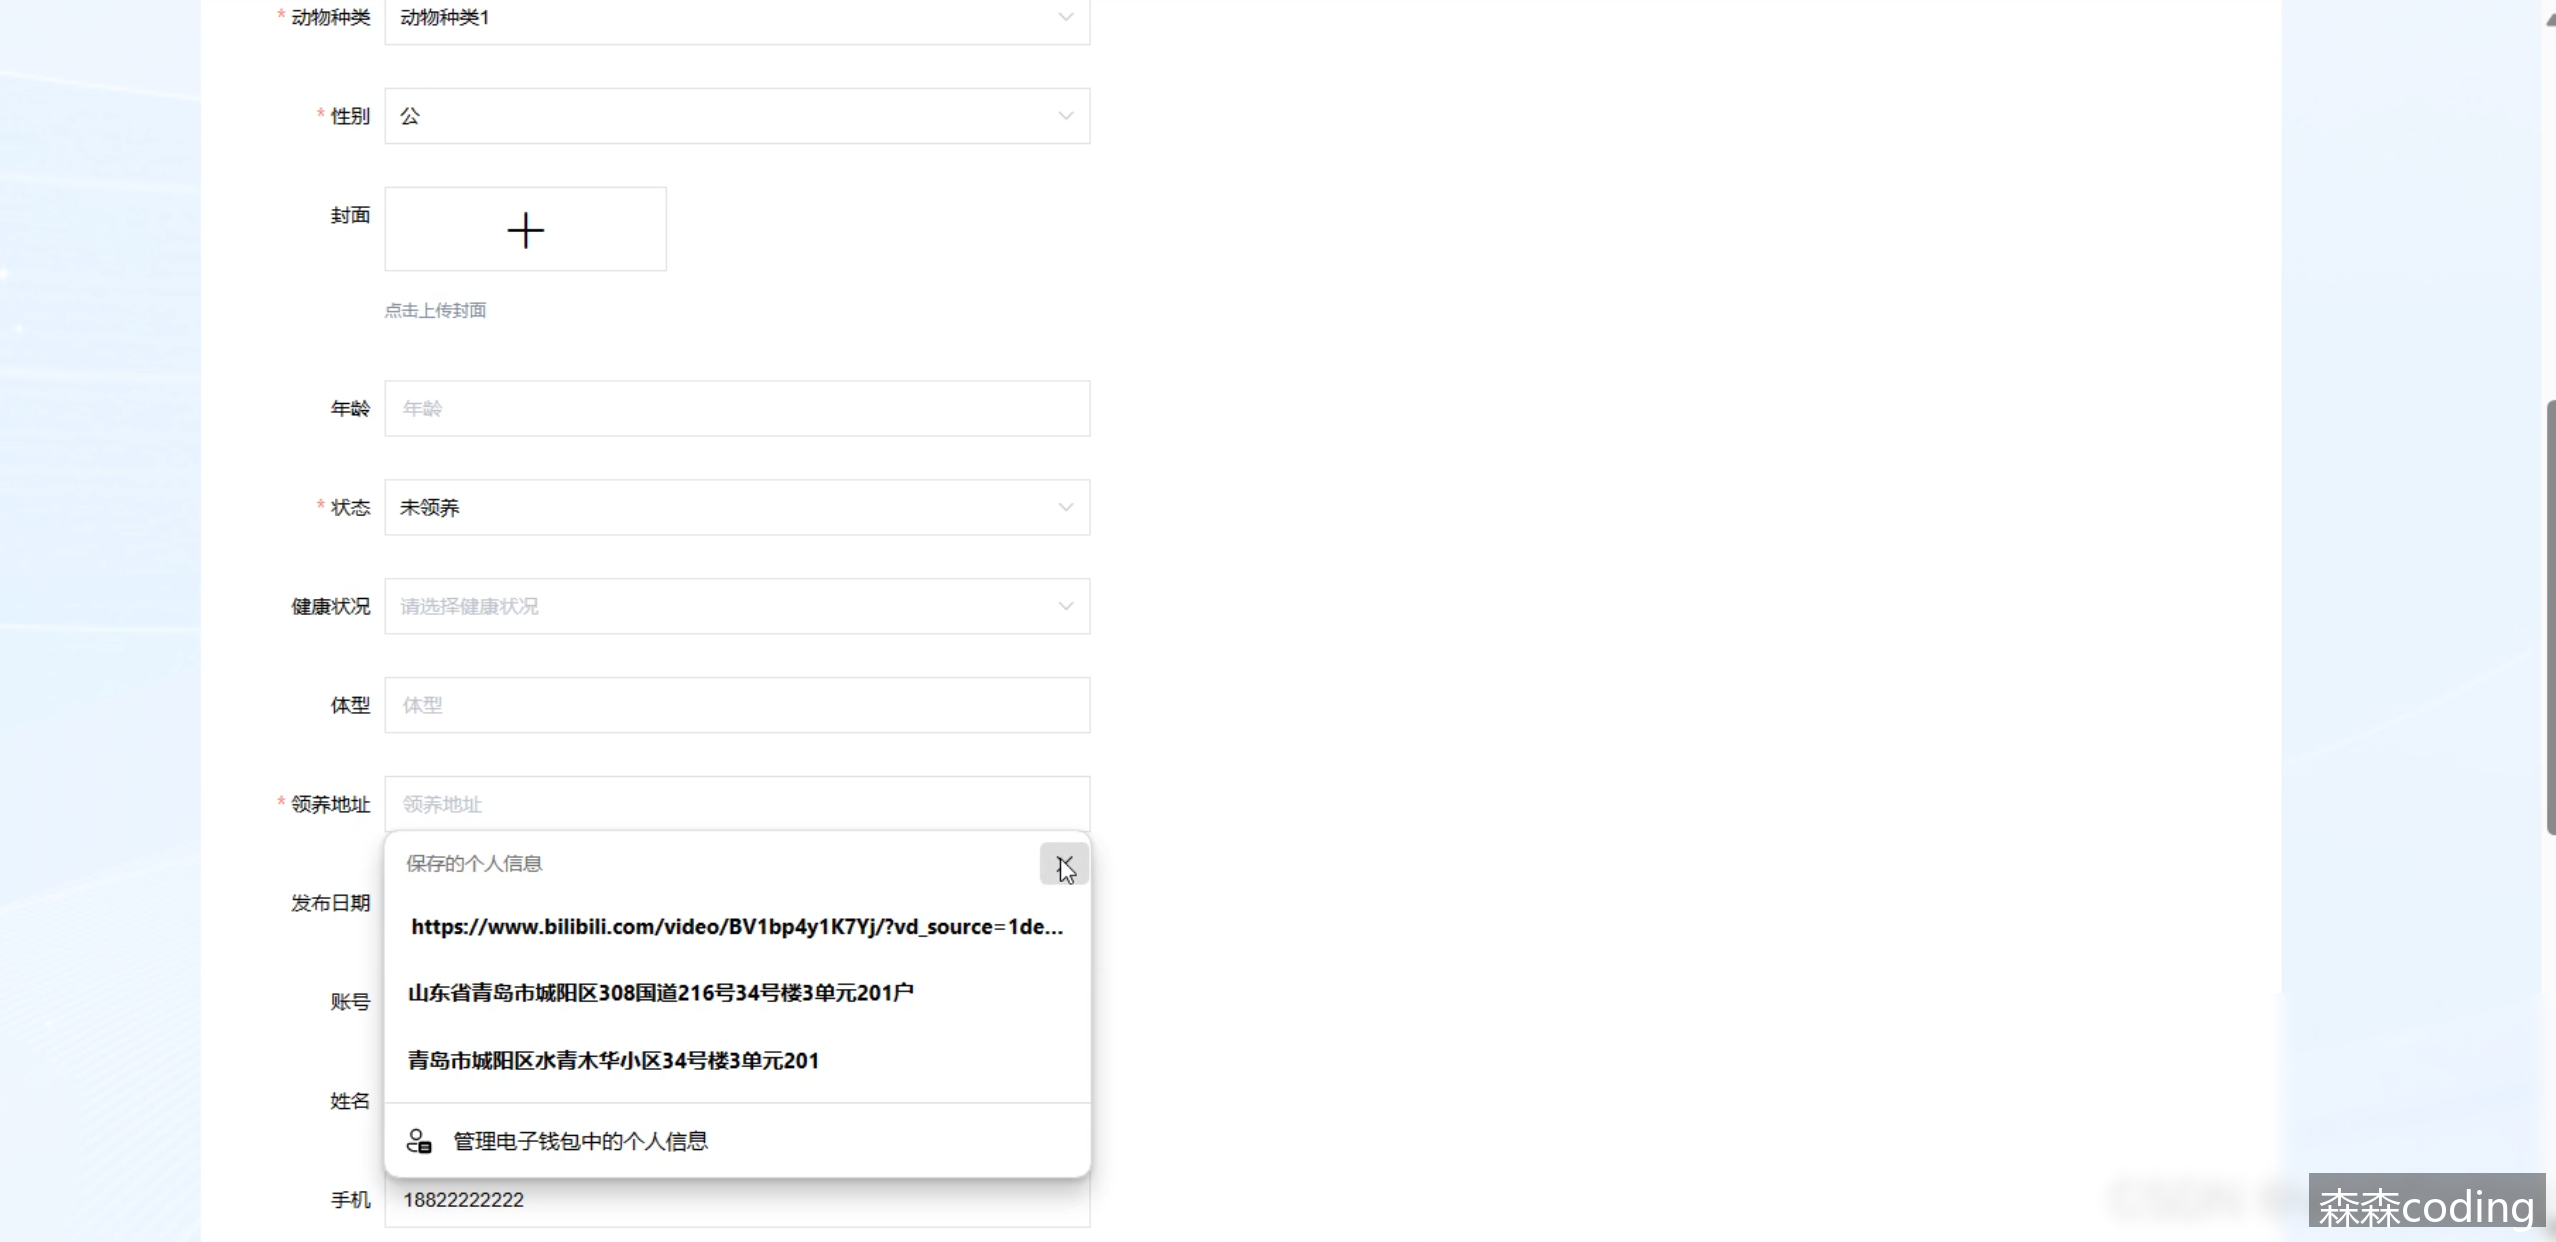 * 动物种类 动物种类1
* 性别 公
封面
点击上传封面
年龄 年龄
* 状态 未领养
健康状况 请选择健康状况
体型 体型
* 领养地址 领养地址
保存的个人信息
发布日期
https://www.bilibili.com/video/BV1bp4y1K7Yj/?vd_source=1de...
山东省青岛市城阳区308国道216号34号楼3单元201户
账号
青岛市城阳区水青木华小区34号楼3单元201
姓名
管理电子钱包中的个人信息
手机 18822222222
森森coding